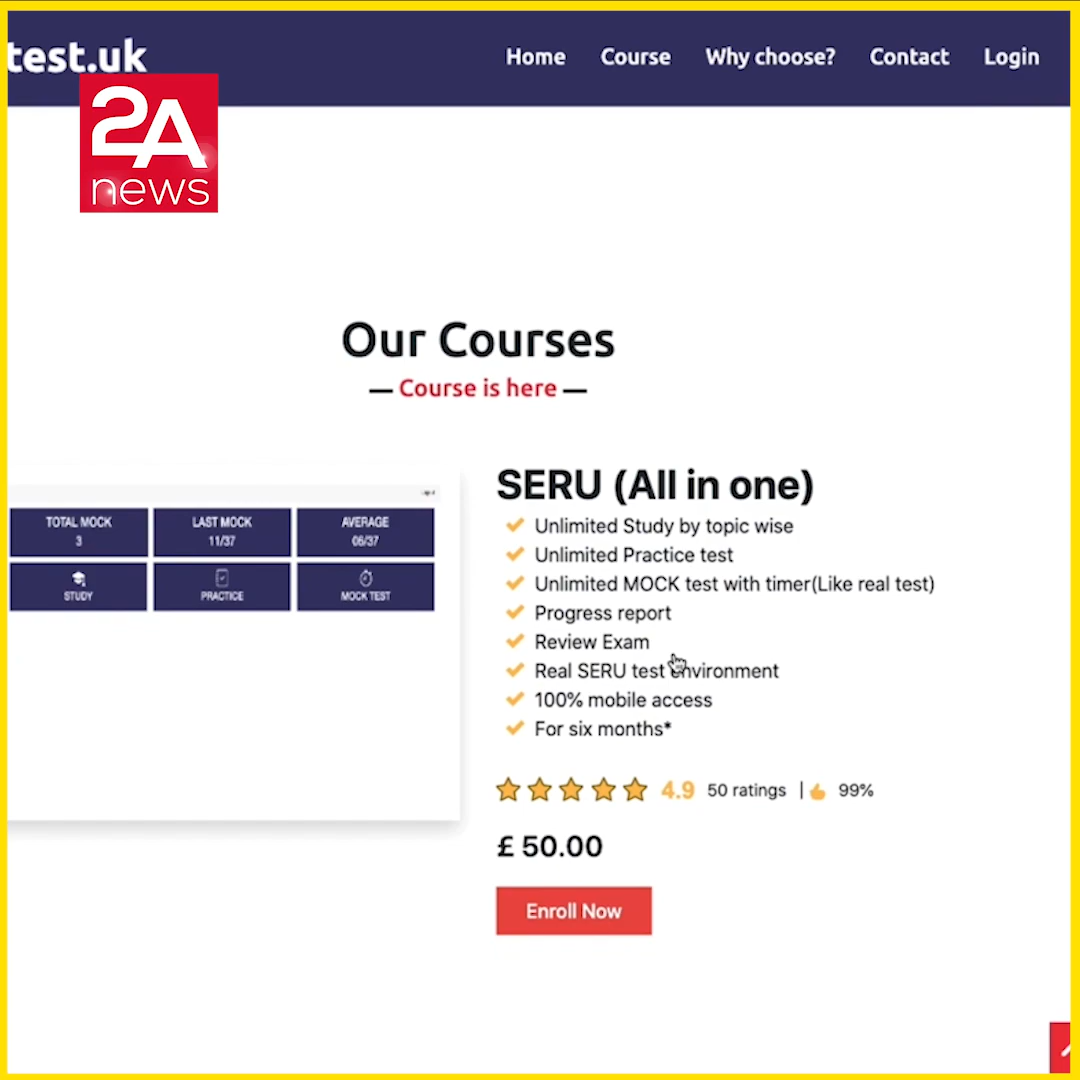 test.uk
Home Course Why choose? Contact Login
2A
news
Our Courses
— Course is here —
TOTAL MOCK
3
LAST MOCK
11/37
AVERAGE
06/37
STUDY
PRACTICE
MOCK TEST
SERU (All in one)
Unlimited Study by topic wise
Unlimited Practice test
Unlimited MOCK test with timer(Like real test)
Progress report
Review Exam
Real SERU test environment
100% mobile access
For six months*
4.9 50 ratings | 99%
£ 50.00
Enroll Now